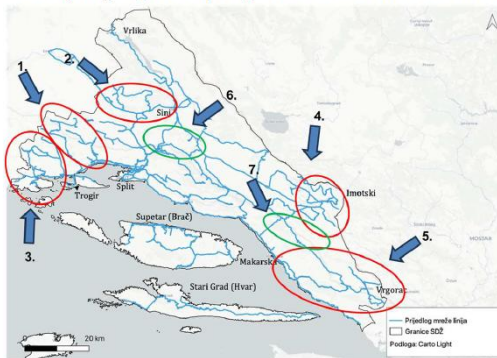 Vrlika
1.
2.
6.
Sinj
4.
7.
Imotski
Split
Trogir
Supetar (Brač)
3.
5.
Makarska
MOSTAR
Stari Grad (Hvar)
Vrgorac
20 km
Prijedlog mreže linija
Granice SDŽ
Podloga: Carto Light